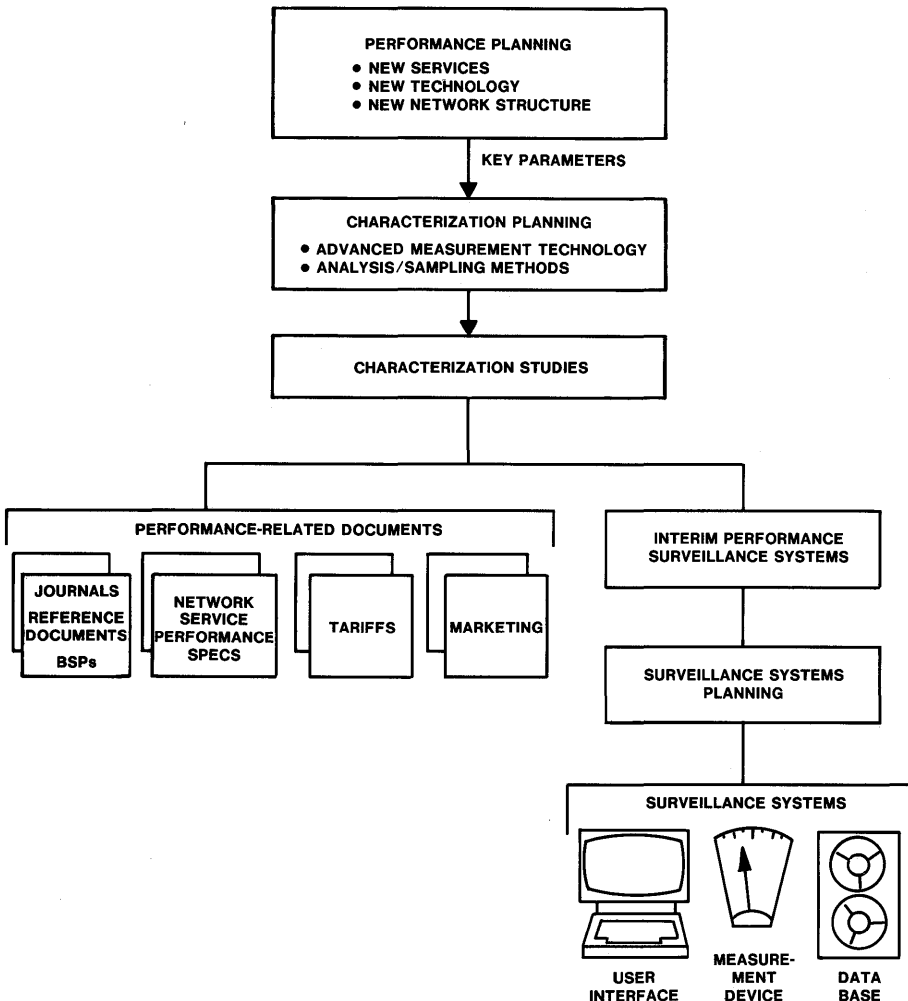 PERFORMANCE PLANNING
● NEW SERVICES
● NEW TECHNOLOGY
● NEW NETWORK STRUCTURE
KEY PARAMETERS
CHARACTERIZATION PLANNING
● ADVANCED MEASUREMENT TECHNOLOGY
● ANALYSIS/SAMPLING METHODS
CHARACTERIZATION STUDIES
PERFORMANCE-RELATED DOCUMENTS
JOURNALS
REFERENCE
DOCUMENTS
BSPs
NETWORK
SERVICE
PERFORMANCE
SPECS
TARIFFS
MARKETING
INTERIM PERFORMANCE
SURVEILLANCE SYSTEMS
SURVEILLANCE SYSTEMS
PLANNING
SURVEILLANCE SYSTEMS
USER
INTERFACE
MEASURE-
MENT
DEVICE
DATA
BASE